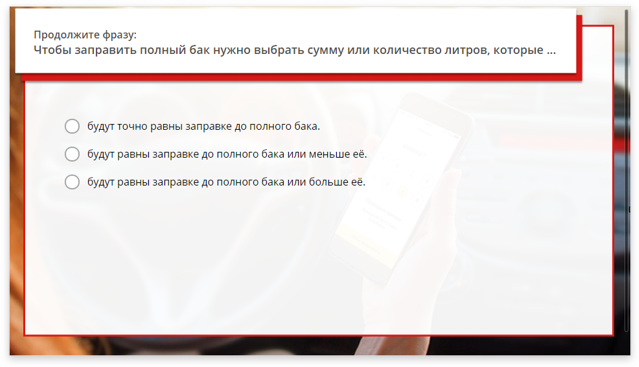 Продолжите фразу:
Чтобы заправить полный бак нужно выбрать сумму или количество литров, которые ...
будут точно равны заправке до полного бака.
будут равны заправке до полного бака или меньше её.
будут равны заправке до полного бака или больше её.